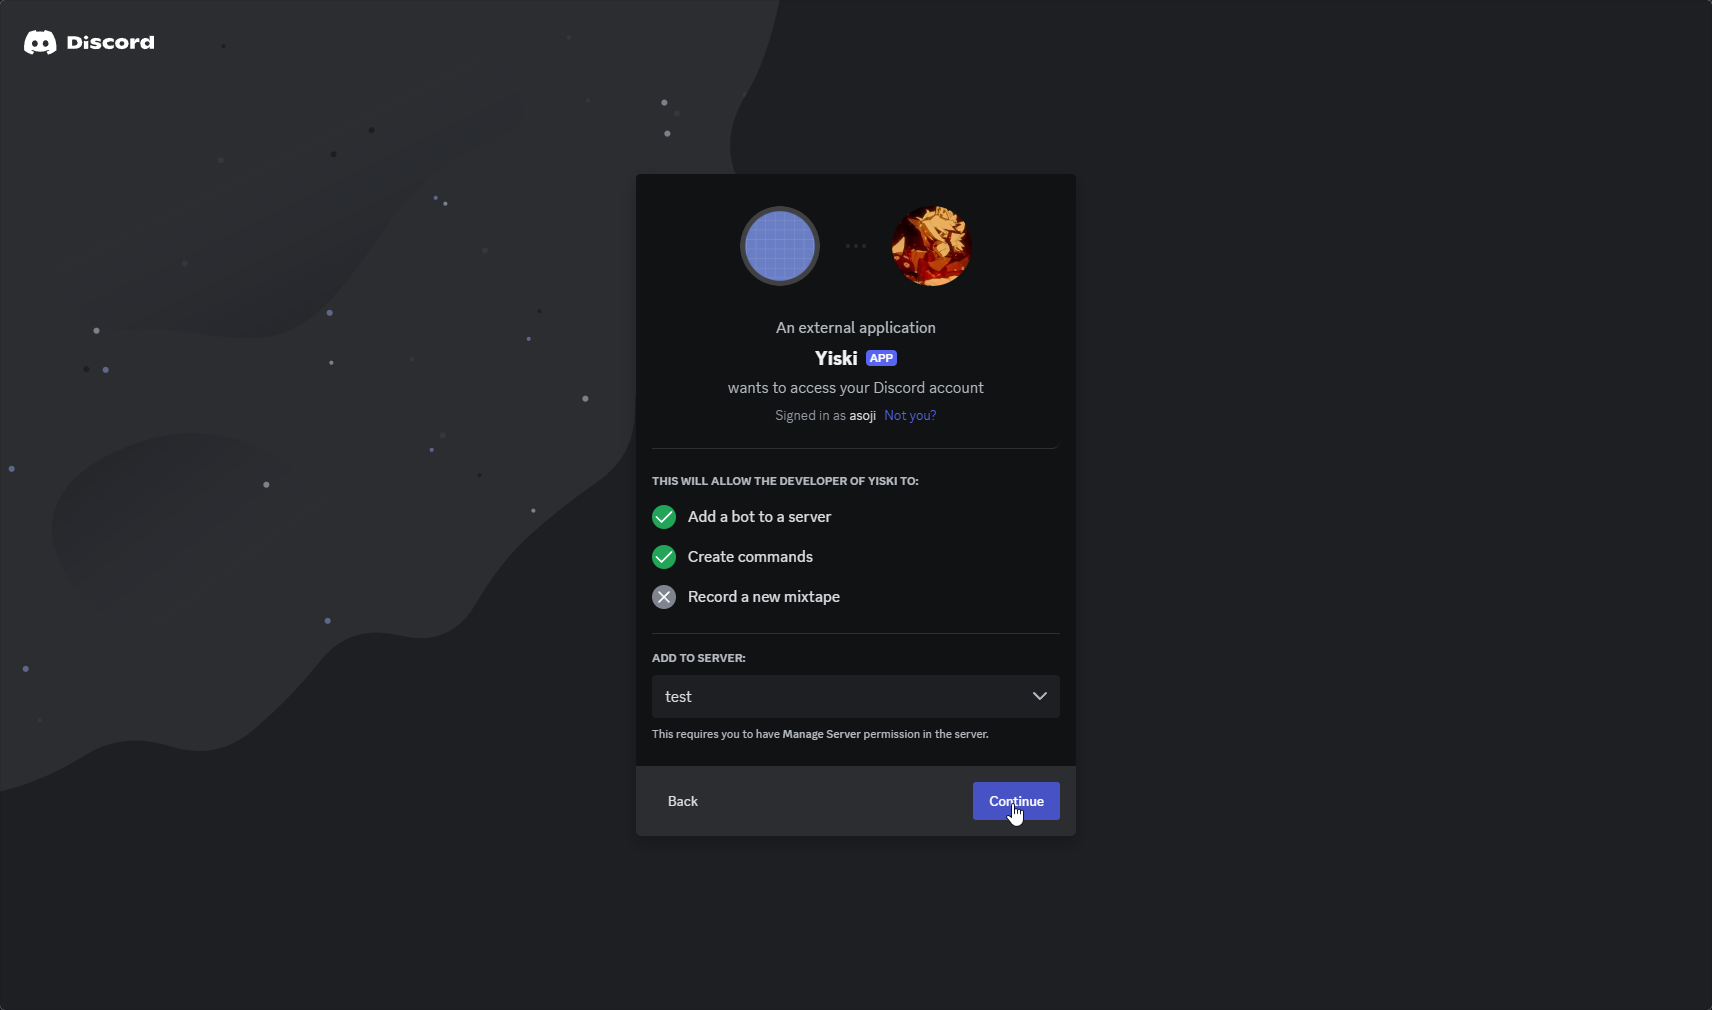 Discord
An external application
Yiski APP
wants to access your Discord account
Signed in as asoji Not you?
THIS WILL ALLOW THE DEVELOPER OF YISKI TO:
Add a bot to a server
Create commands
Record a new mixtape
ADD TO SERVER:
test
This requires you to have Manage Server permission in the server.
Back
Continue